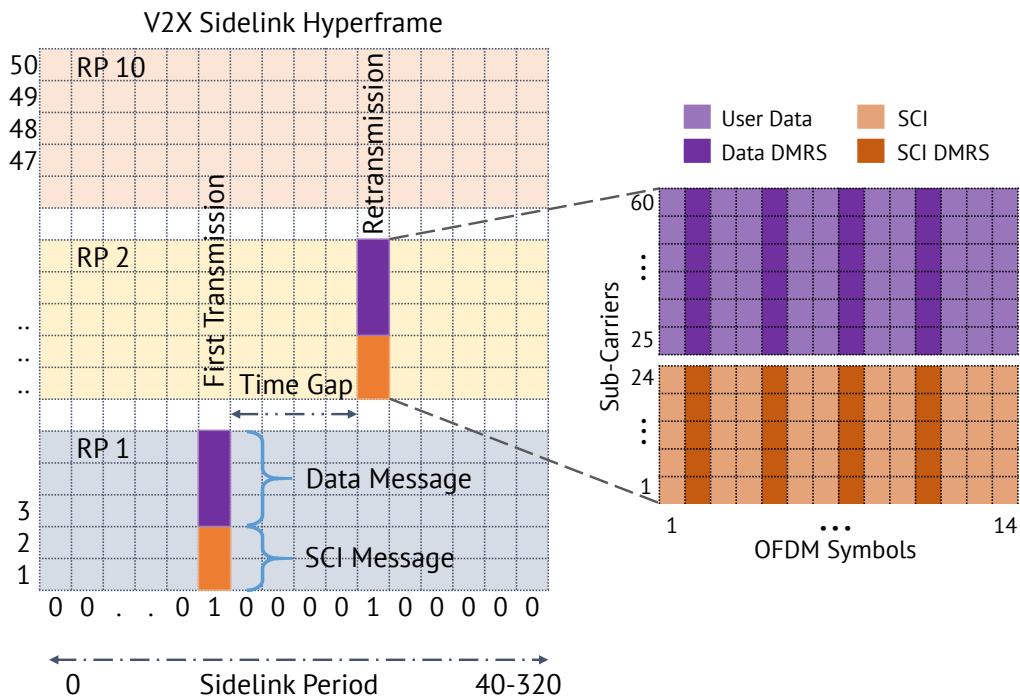 V2X Sidelink Hyperframe
50
49
48
47
RP 10
Retransmission
First Transmission
RP 2
..
..
..
Time Gap
RP 1
3
2
1
Data Message
SCI Message
0 0 . . 0 1 0 0 0 0 1 0 0 0 0 0
0 Sidelink Period 40-320
User Data
SCI
Data DMRS
SCI DMRS
60
...
25
24
...
1
Sub-Carriers
1 ... 14
OFDM Symbols